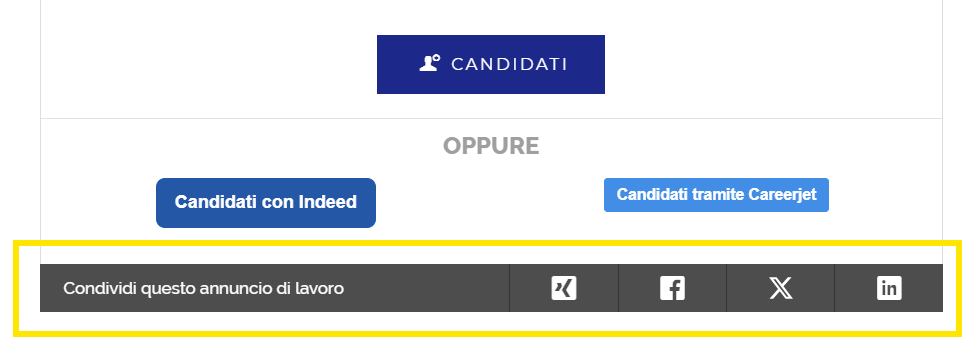 CANDIDATI
OPPURE
Candidati con Indeed
Candidati tramite Careerjet
Condividi questo annuncio di lavoro